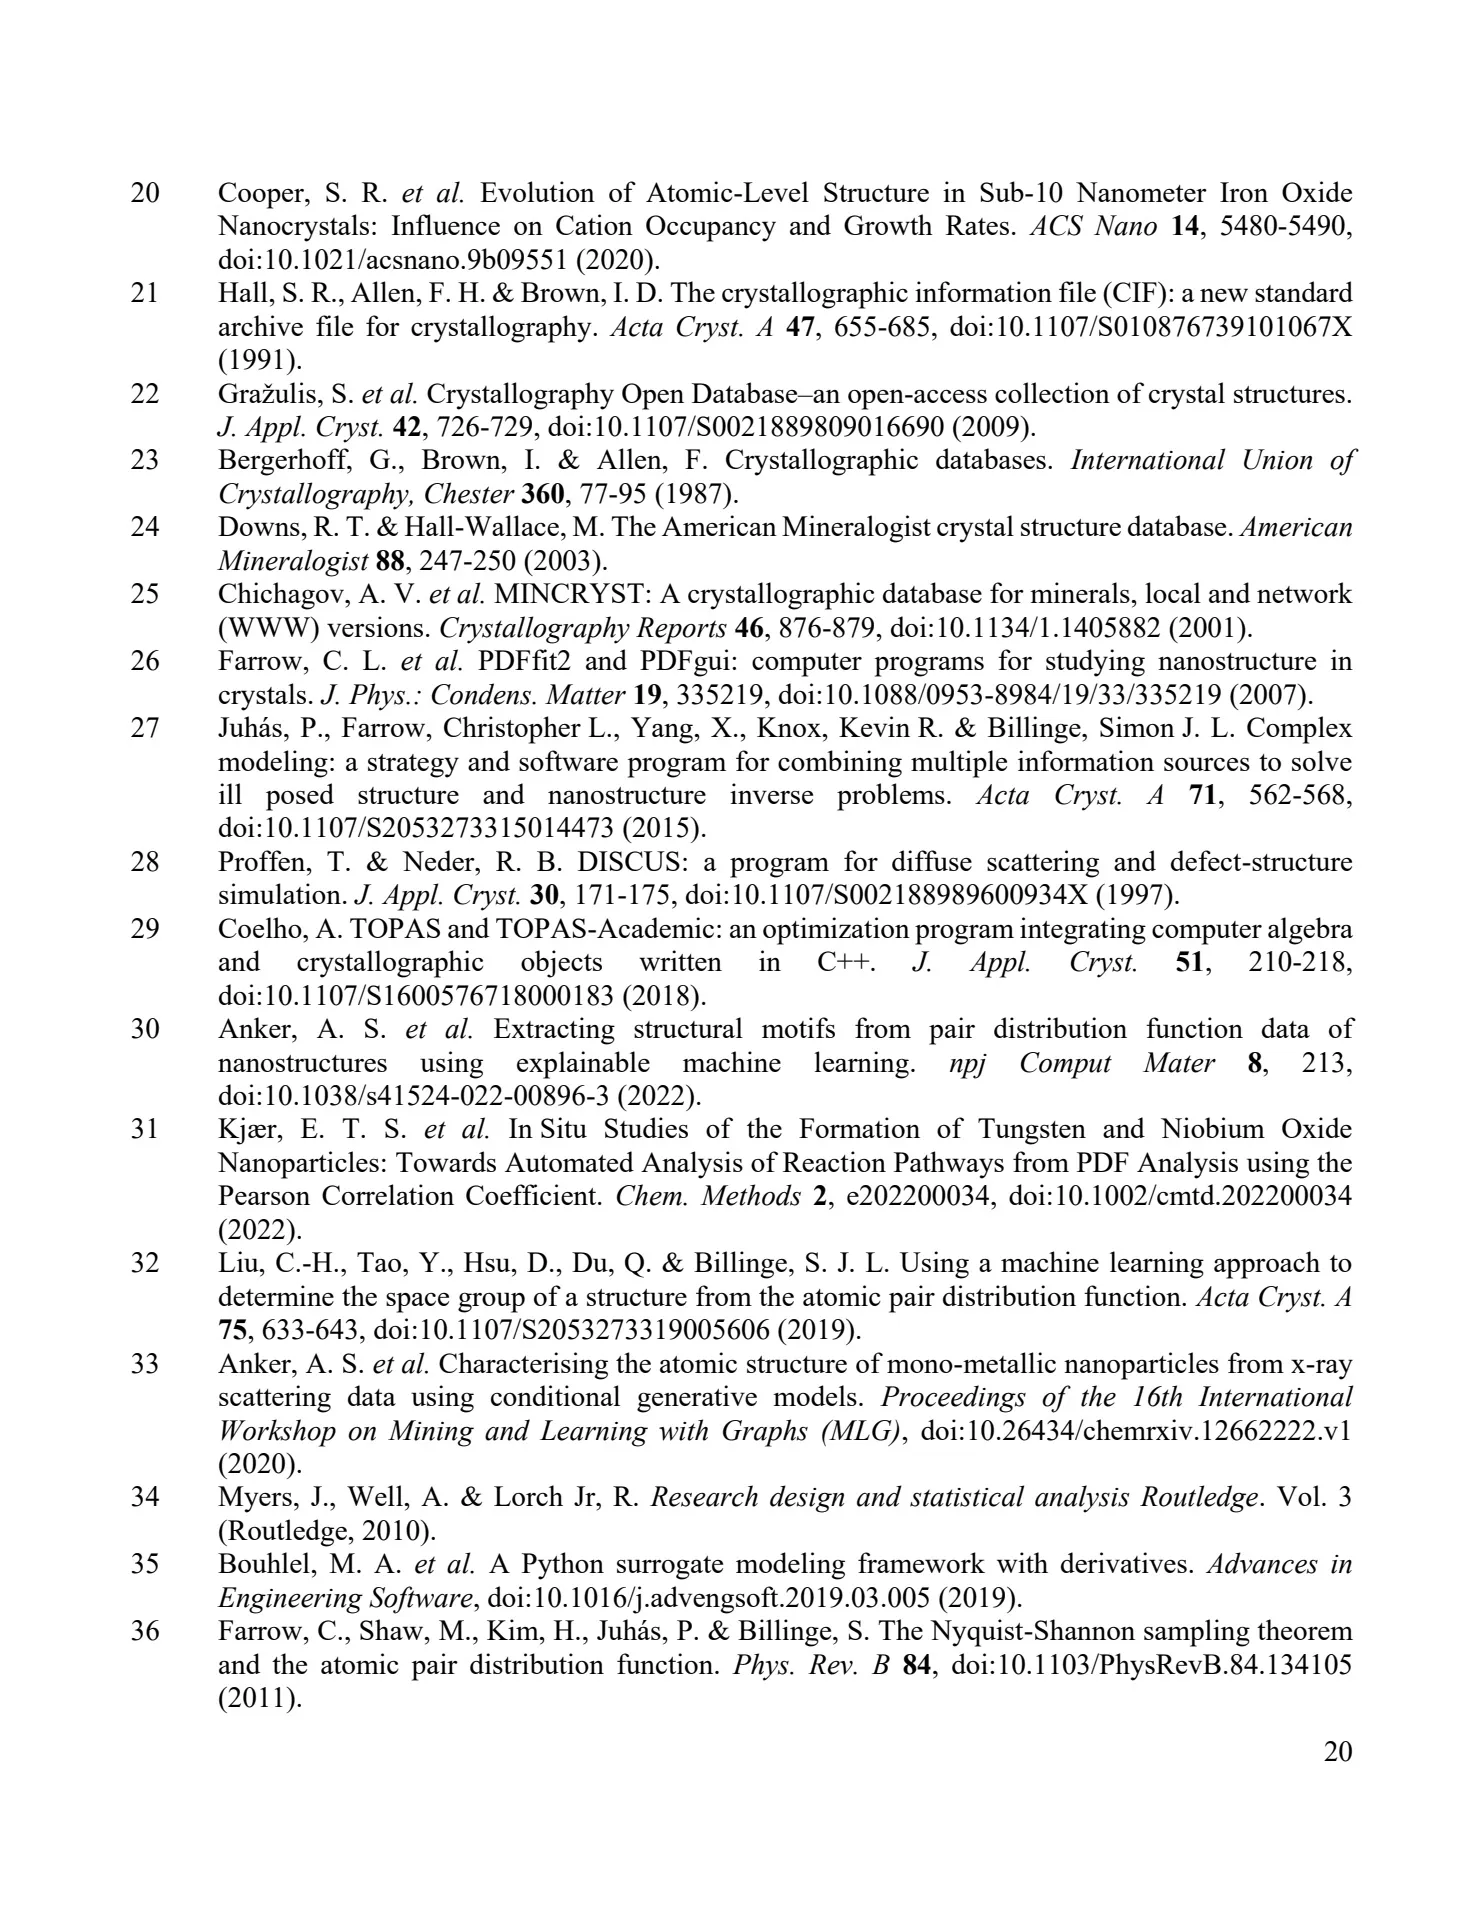 20 Cooper, S. R. et al. Evolution of Atomic-Level Structure in Sub-10 Nanometer Iron Oxide
Nanocrystals: Influence on Cation Occupancy and Growth Rates. ACS Nano 14, 5480-5490,
doi:10.1021/acsnano.9b09551 (2020).
21 Hall, S. R., Allen, F. H. & Brown, I. D. The crystallographic information file (CIF): a new standard
archive file for crystallography. Acta Cryst. A 47, 655-685, doi:10.1107/S010876739101067X
(1991).
22 Gražulis, S. et al. Crystallography Open Database–an open-access collection of crystal structures.
J. Appl. Cryst. 42, 726-729, doi:10.1107/S0021889809016690 (2009).
23 Bergerhoff, G., Brown, I. & Allen, F. Crystallographic databases. International Union of
Crystallography, Chester 360, 77-95 (1987).
24 Downs, R. T. & Hall-Wallace, M. The American Mineralogist crystal structure database. American
Mineralogist 88, 247-250 (2003).
25 Chichagov, A. V. et al. MINCRYST: A crystallographic database for minerals, local and network
(WWW) versions. Crystallography Reports 46, 876-879, doi:10.1134/1.1405882 (2001).
26 Farrow, C. L. et al. PDFfit2 and PDFgui: computer programs for studying nanostructure in
crystals. J. Phys.: Condens. Matter 19, 335219, doi:10.1088/0953-8984/19/33/335219 (2007).
27 Juhás, P., Farrow, Christopher L., Yang, X., Knox, Kevin R. & Billinge, Simon J. L. Complex
modeling: a strategy and software program for combining multiple information sources to solve
ill posed structure and nanostructure inverse problems. Acta Cryst. A 71, 562-568,
doi:10.1107/S2053273315014473 (2015).
28 Proffen, T. & Neder, R. B. DISCUS: a program for diffuse scattering and defect-structure
simulation. J. Appl. Cryst. 30, 171-175, doi:10.1107/S002188989600934X (1997).
29 Coelho, A. TOPAS and TOPAS-Academic: an optimization program integrating computer algebra
and crystallographic objects written in C++. J. Appl. Cryst. 51, 210-218,
doi:10.1107/S1600576718000183 (2018).
30 Anker, A. S. et al. Extracting structural motifs from pair distribution function data of
nanostructures using explainable machine learning. npj Comput Mater 8, 213,
doi:10.1038/s41524-022-00896-3 (2022).
31 Kjær, E. T. S. et al. In Situ Studies of the Formation of Tungsten and Niobium Oxide
Nanoparticles: Towards Automated Analysis of Reaction Pathways from PDF Analysis using the
Pearson Correlation Coefficient. Chem. Methods 2, e202200034, doi:10.1002/cmtd.202200034
(2022).
32 Liu, C.-H., Tao, Y., Hsu, D., Du, Q. & Billinge, S. J. L. Using a machine learning approach to
determine the space group of a structure from the atomic pair distribution function. Acta Cryst. A
75, 633-643, doi:10.1107/S2053273319005606 (2019).
33 Anker, A. S. et al. Characterising the atomic structure of mono-metallic nanoparticles from x-ray
scattering data using conditional generative models. Proceedings of the 16th International
Workshop on Mining and Learning with Graphs (MLG), doi:10.26434/chemrxiv.12662222.v1
(2020).
34 Myers, J., Well, A. & Lorch Jr, R. Research design and statistical analysis Routledge. Vol. 3
(Routledge, 2010).
35 Bouhlel, M. A. et al. A Python surrogate modeling framework with derivatives. Advances in
Engineering Software, doi:10.1016/j.advengsoft.2019.03.005 (2019).
36 Farrow, C., Shaw, M., Kim, H., Juhás, P. & Billinge, S. The Nyquist-Shannon sampling theorem
and the atomic pair distribution function. Phys. Rev. B 84, doi:10.1103/PhysRevB.84.134105
(2011).
20